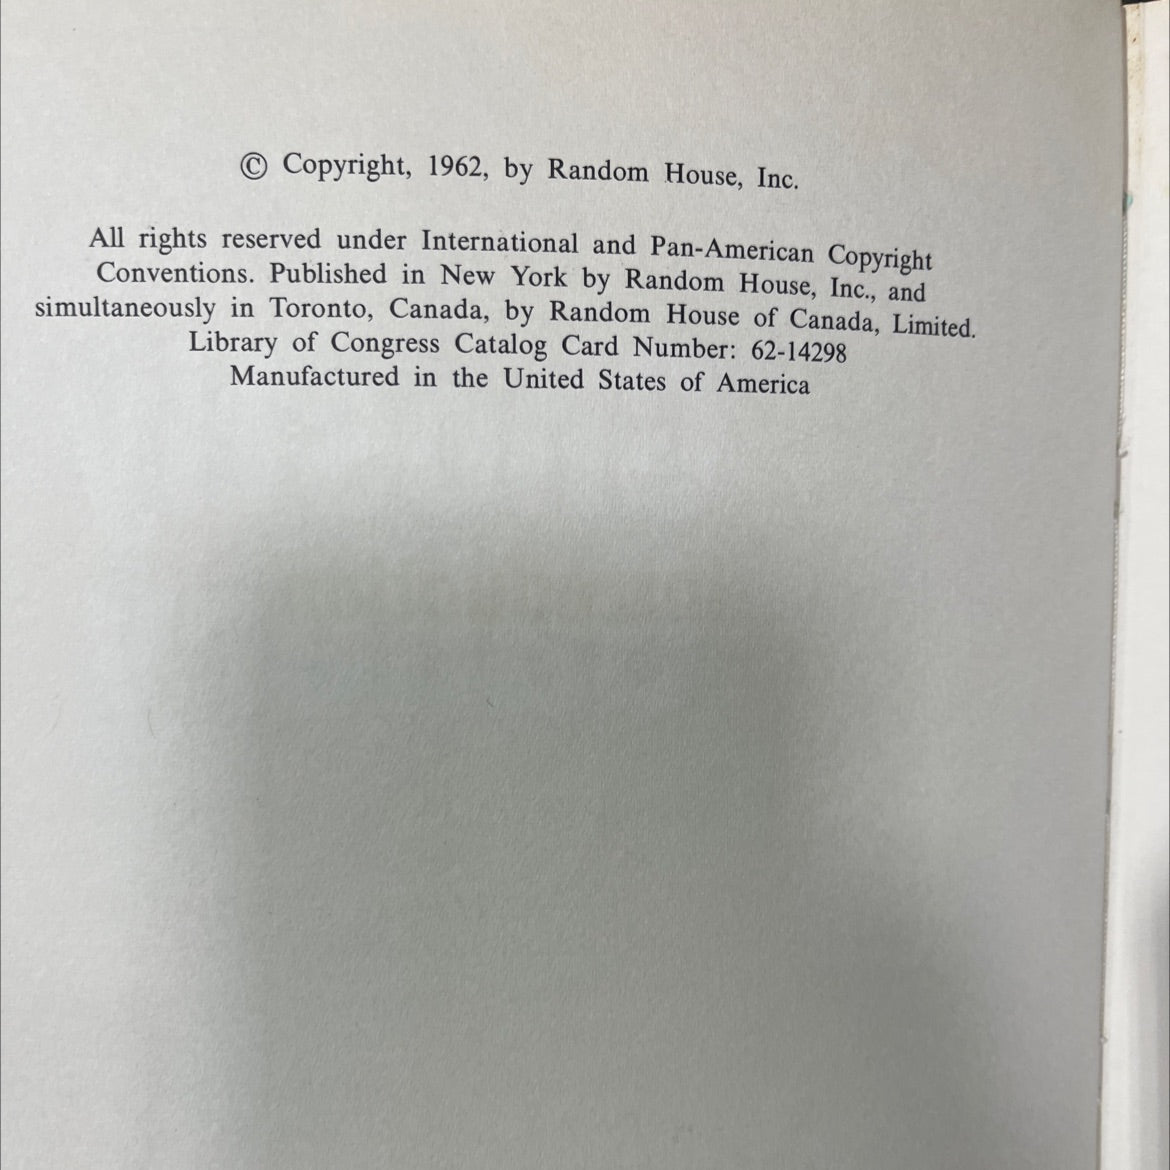 © Copyright, 1962, by Random House, Inc.
All rights reserved under International and Pan-American Copyright
Conventions. Published in New York by Random House, Inc., and
simultaneously in Toronto, Canada, by Random House of Canada, Limited.
Library of Congress Catalog Card Number: 62-14298
Manufactured in the United States of America